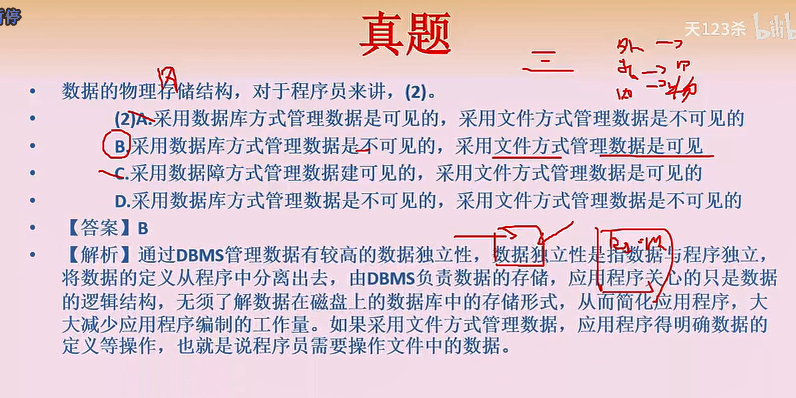 真题
天123杀
• 数据的物理存储结构，对于程序员来讲，(2)。
• (2)A.采用数据库方式管理数据是可见的，采用文件方式管理数据是不可见的
• B.采用数据库方式管理数据是不可见的，采用文件方式管理数据是可见
• C.采用数据障方式管理数据建可见的，采用文件方式管理数据是可见的
• D.采用数据库方式管理数据是不可见的，采用文件方式管理数据是不可见的
• 【答案】B
• 【解析】通过DBMS管理数据有较高的数据独立性，数据独立性是指数据与程序独立，
将数据的定义从程序中分离出去，由DBMS负责数据的存储，应用程序关心的只是数据
的逻辑结构，无须了解数据在磁盘上的数据库中的存储形式，从而简化应用程序，大
大减少应用程序编制的工作量。如果采用文件方式管理数据，应用程序得明确数据的
定义等操作，也就是说程序员需要操作文件中的数据。